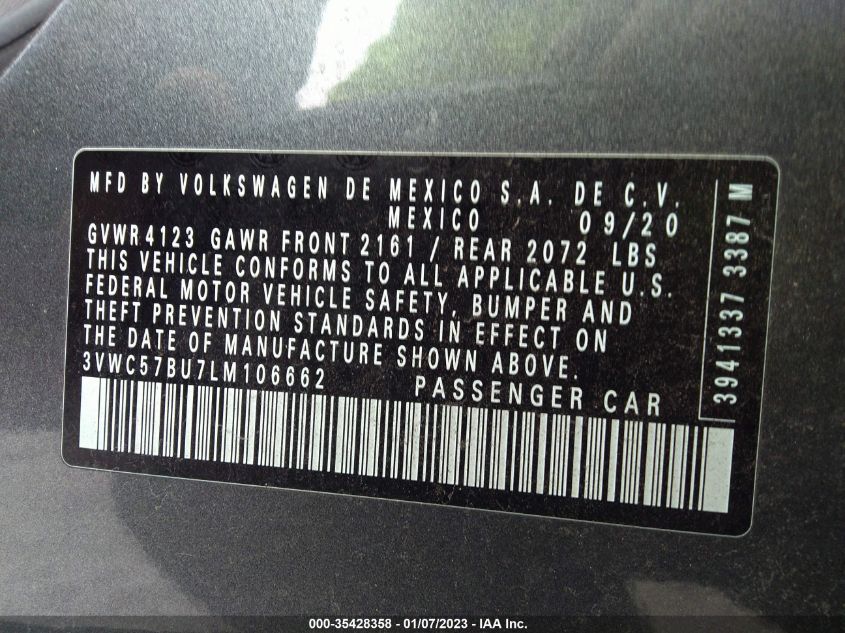 MFD BY VOLKSWAGEN DE MEXICO S.A. DE C.V.
MEXICO 09/20
GVWR 4123 GAWR FRONT 2161 / REAR 2072 LBS
THIS VEHICLE CONFORMS TO ALL APPLICABLE U.S.
FEDERAL MOTOR VEHICLE SAFETY, BUMPER AND
THEFT PREVENTION STANDARDS IN EFFECT ON
THE DATE OF MANUFACTURE SHOWN ABOVE.
3VWC57BU7LM106662 PASSENGER CAR
3941337 3387 M
000-35428358 - 01/07/2023 - IAA Inc.